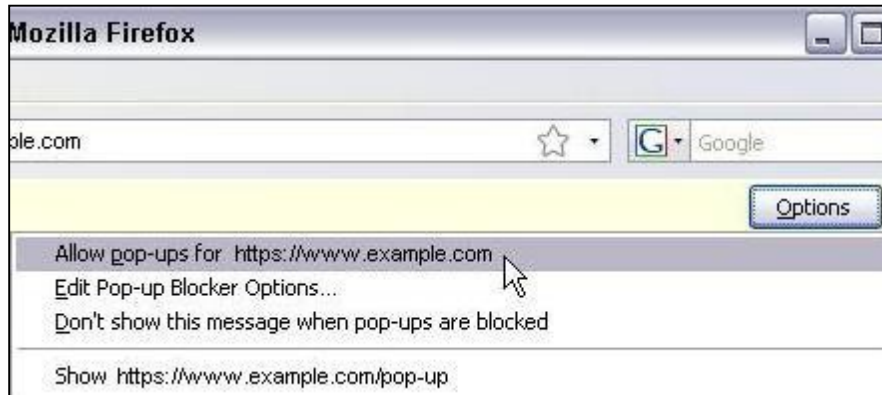 Mozilla Firefox
ple.com
G Google
Options
Allow pop-ups for https://www.example.com
Edit Pop-up Blocker Options...
Don't show this message when pop-ups are blocked
Show https://www.example.com/pop-up